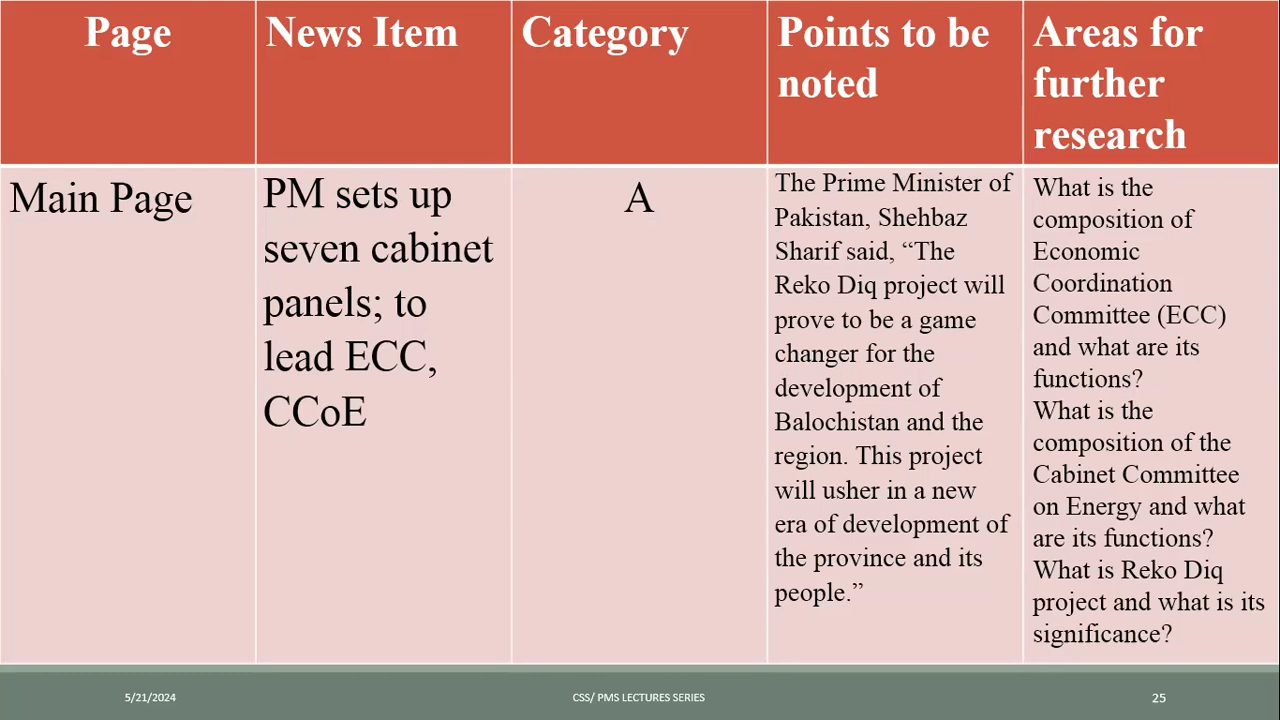 Page
News Item
Category
Points to be
noted
Areas for
further
research
Main Page
PM sets up
seven cabinet
panels; to
lead ECC,
CCoE
A
The Prime Minister of
Pakistan, Shehbaz
Sharif said, “The
Reko Diq project will
prove to be a game
changer for the
development of
Balochistan and the
region. This project
will usher in a new
era of development of
the province and its
people.”
What is the
composition of
Economic
Coordination
Committee (ECC)
and what are its
functions?
What is the
composition of the
Cabinet Committee
on Energy and what
are its functions?
What is Reko Diq
project and what is its
significance?
5/21/2024
CSS/ PMS LECTURES SERIES
25